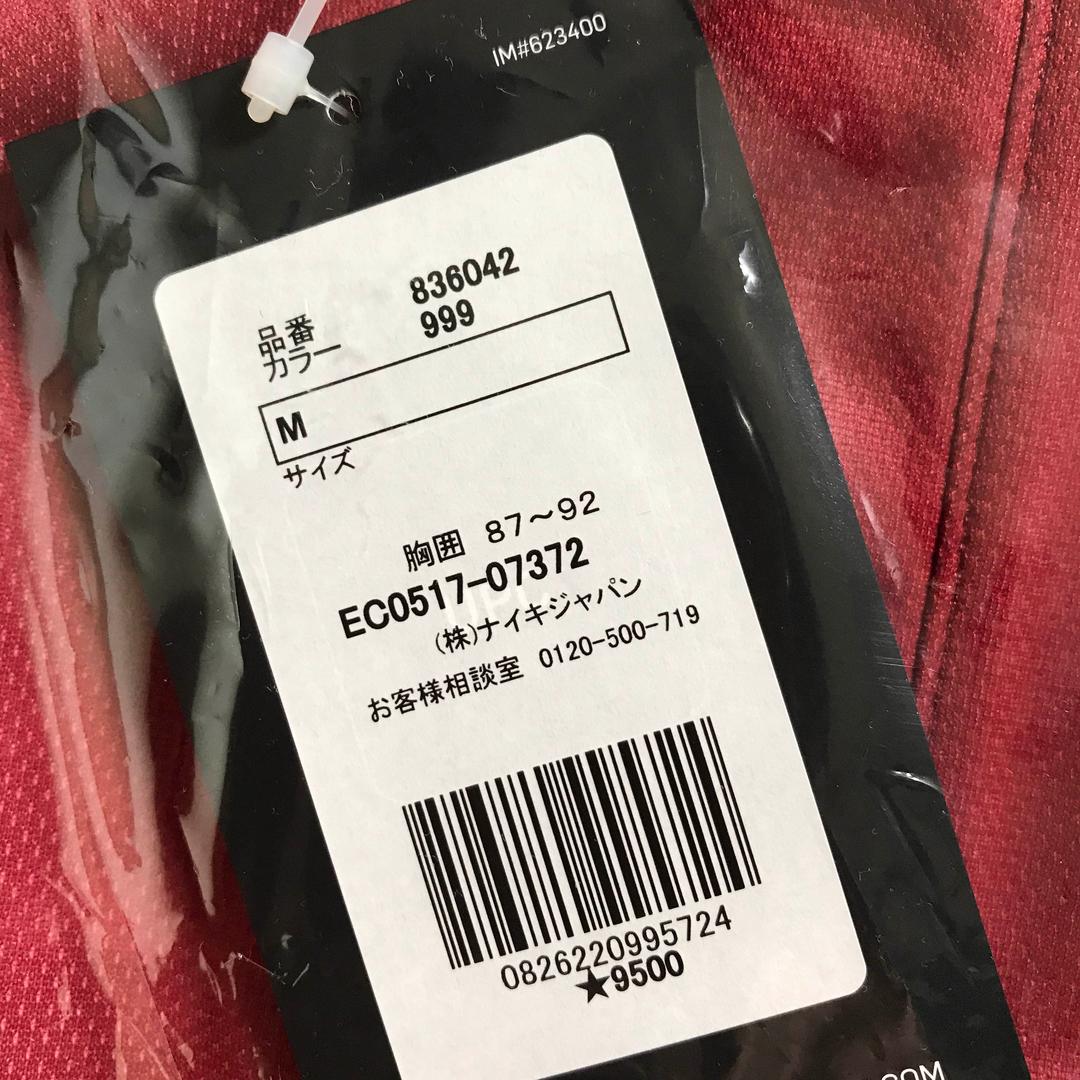 IM#623400
品番 836042
カラー 999
M
サイズ
胸囲 87～92
EC0517-07372
(株)ナイキジャパン
お客様相談室 0120-500-719
0826220995724
★9500